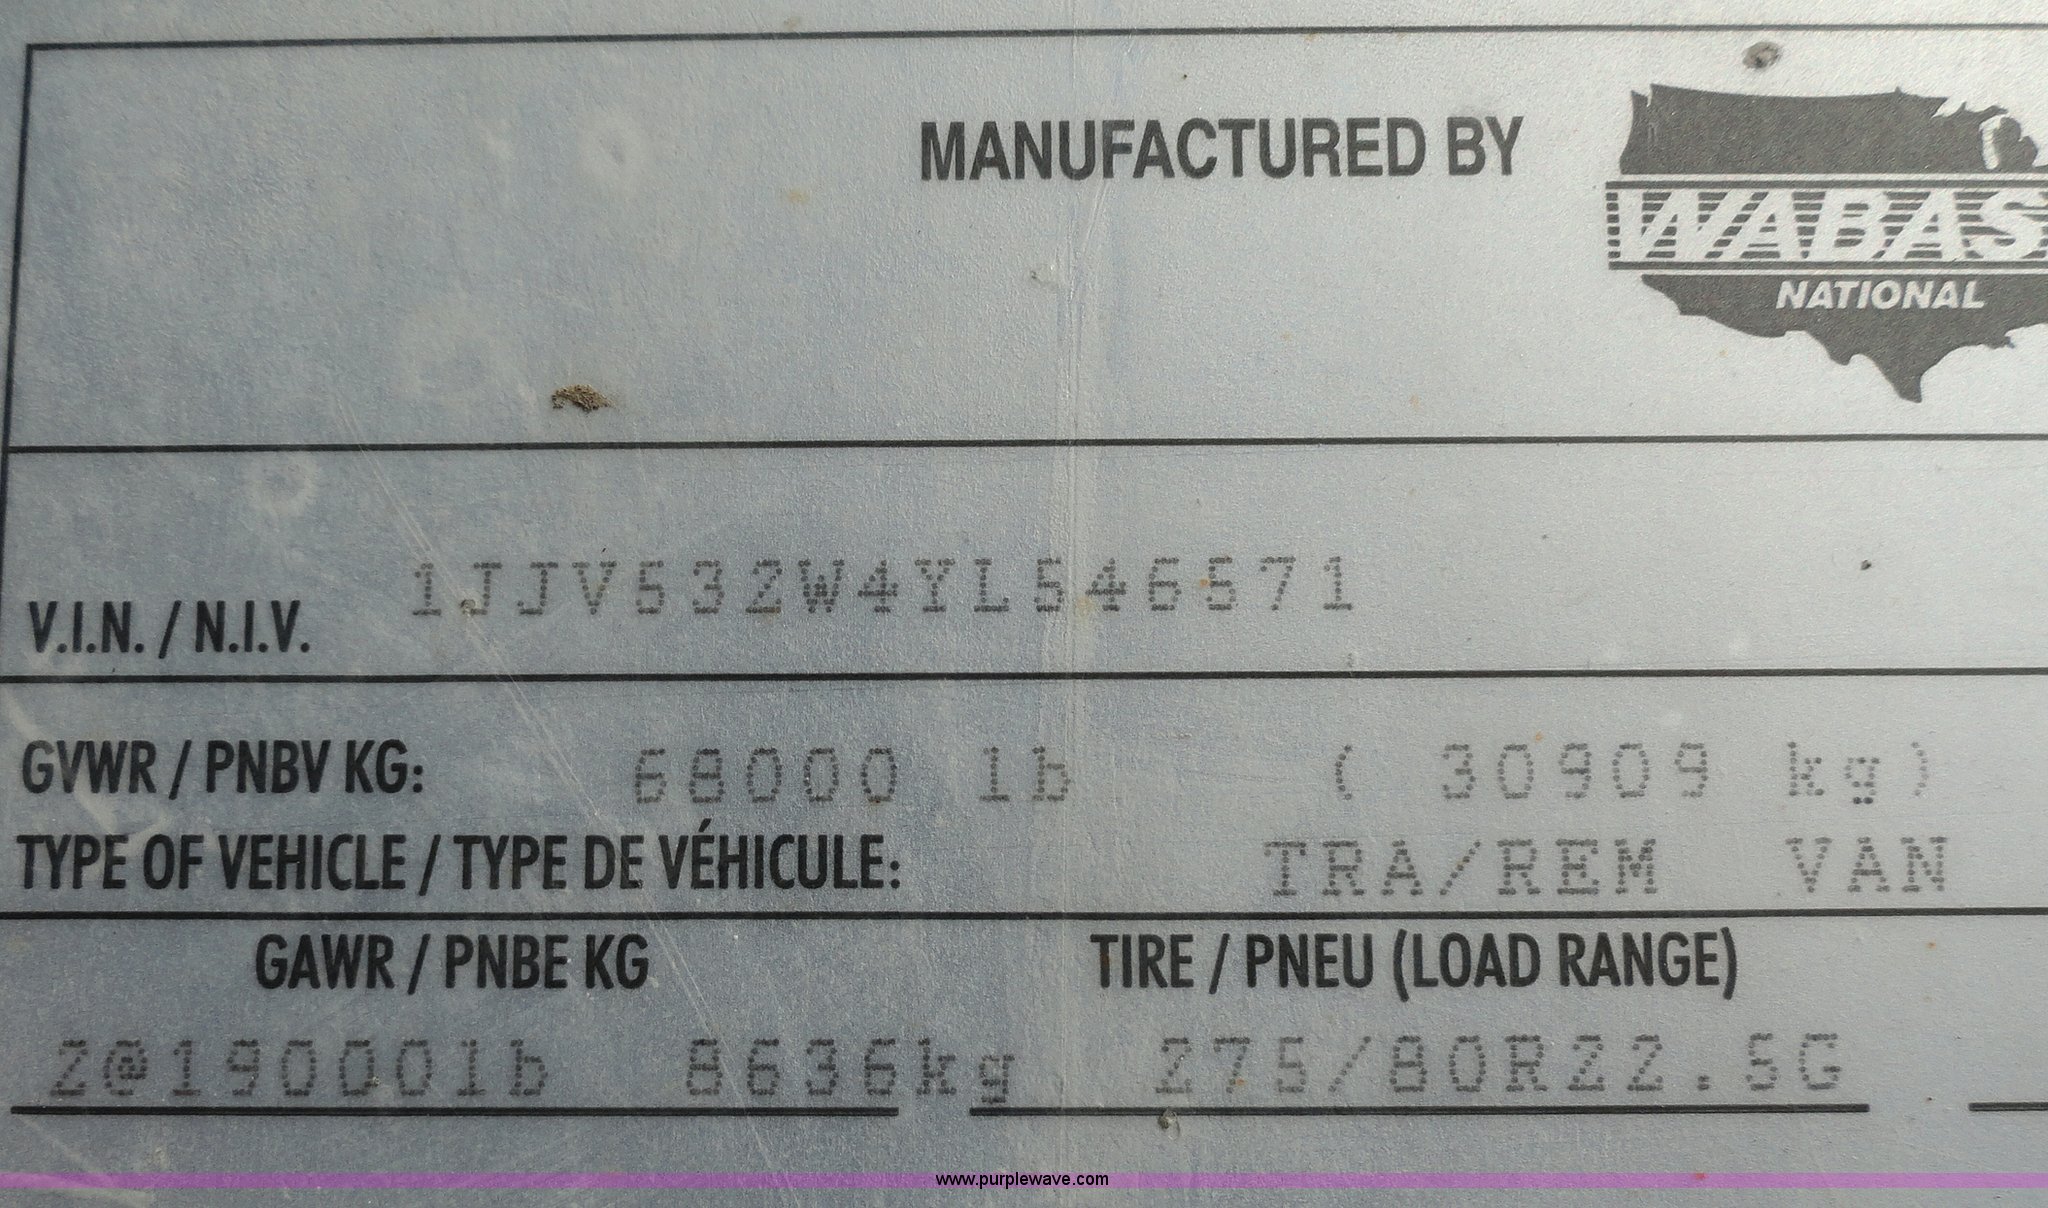 MANUFACTURED BY
WABAS
NATIONAL
V.I.N. / N.I.V. 1JJV532W4YL546571
GVWR / PNBV KG: 68000 lb ( 30909 kg)
TYPE OF VEHICLE / TYPE DE VÉHICULE: TRA/REM VAN
GAWR / PNBE KG TIRE / PNEU (LOAD RANGE)
2@19000lb 8636kg 275/80R22.5G
www.purplewave.com